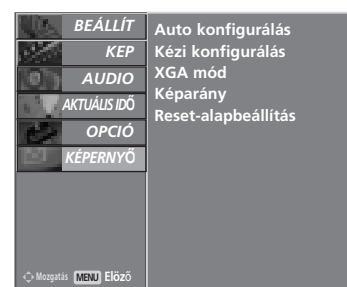 BEÁLLÍT
KEP
AUDIO
AKTUÁLIS IDŐ
OPCIÓ
KÉPERNYŐ
Auto konfigurálás
Kézi konfigurálás
XGA mód
Képarány
Reset-alapbeállítás
Mozgatás MENU Előző